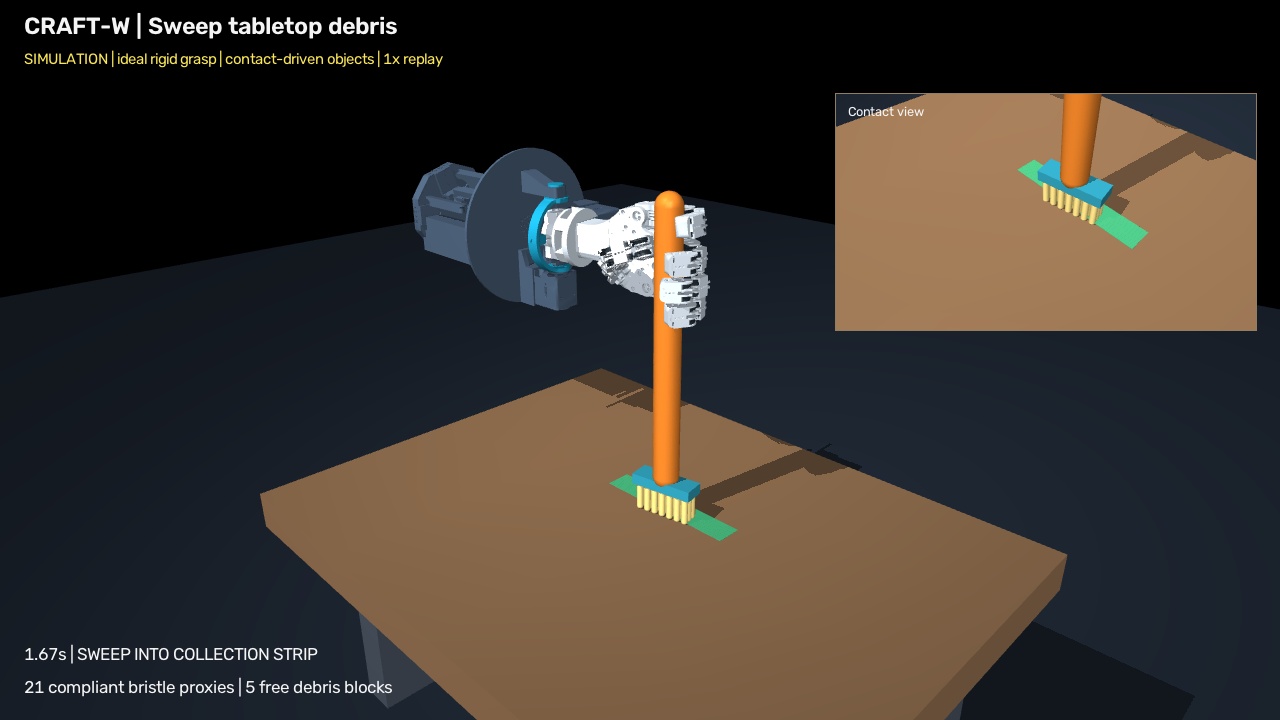 CRAFT-W | Sweep tabletop debris
SIMULATION | ideal rigid grasp | contact-driven objects | 1x replay
Contact view
1.67s | SWEEP INTO COLLECTION STRIP
21 compliant bristle proxies | 5 free debris blocks